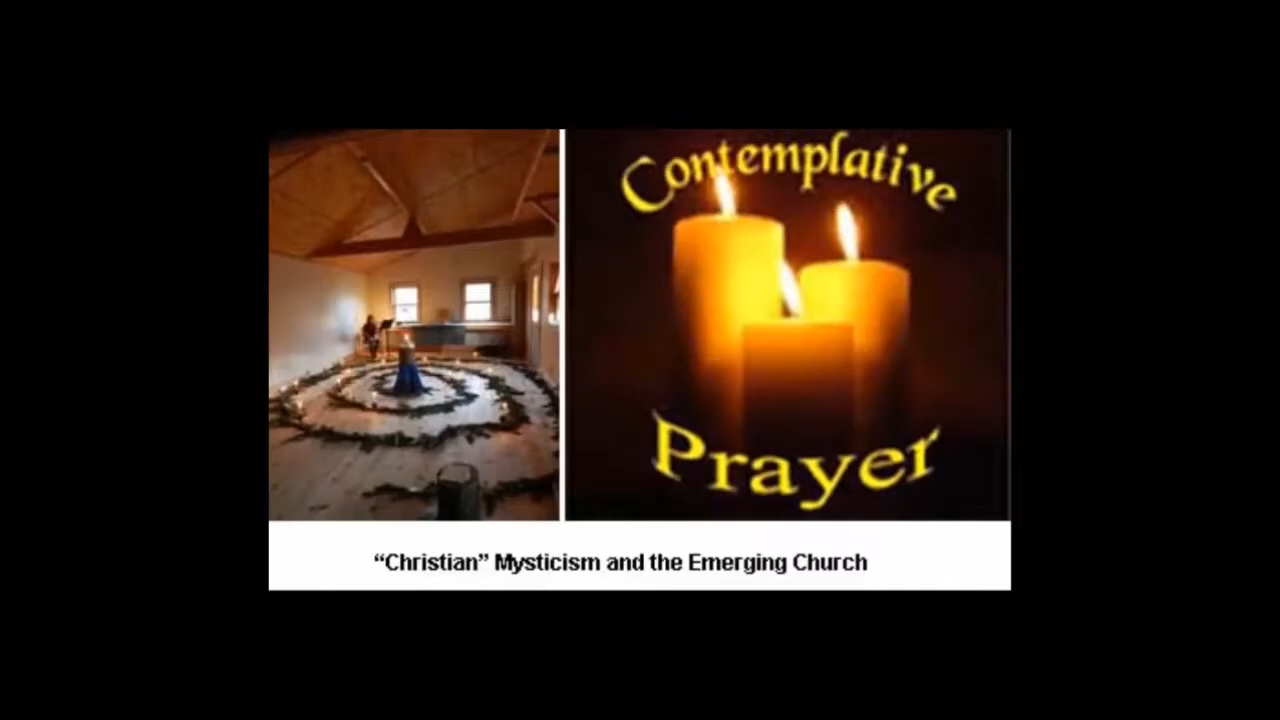 Contemplative
Prayer
“Christian” Mysticism and the Emerging Church